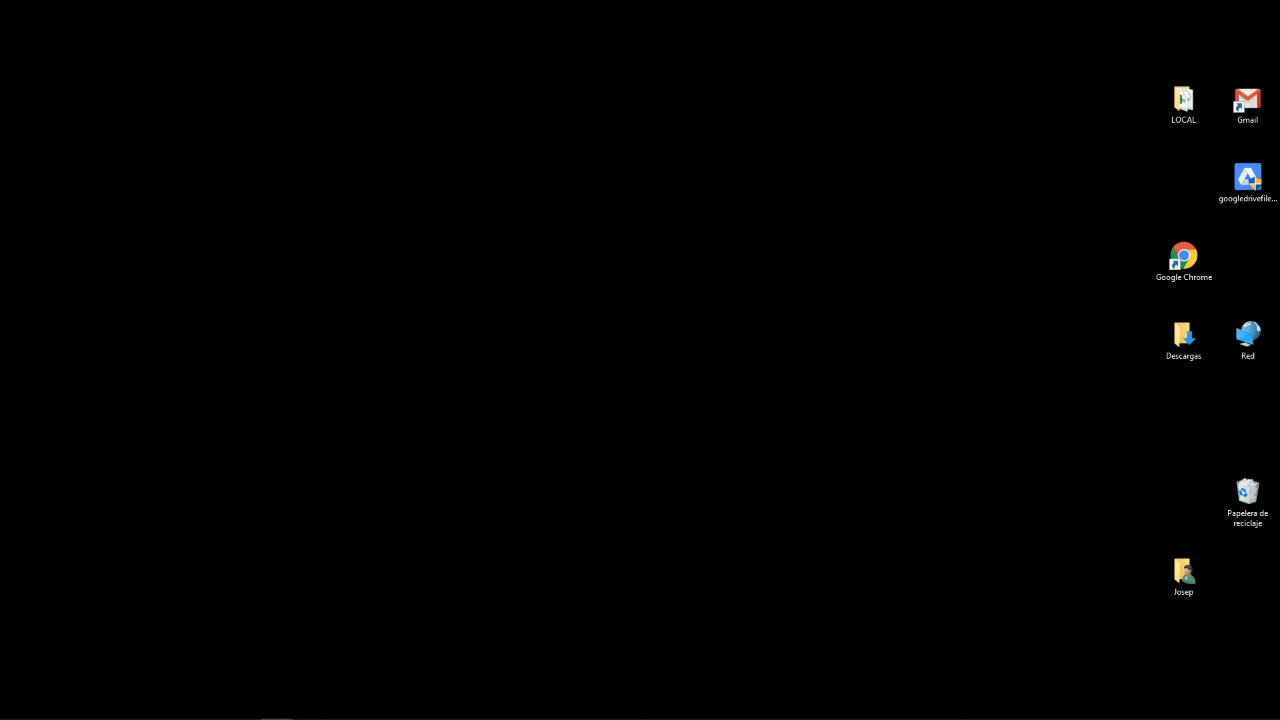 LOCAL
Gmail
googledrivefile...
Google Chrome
Descargas
Red
Papelera de
reciclaje
Josep